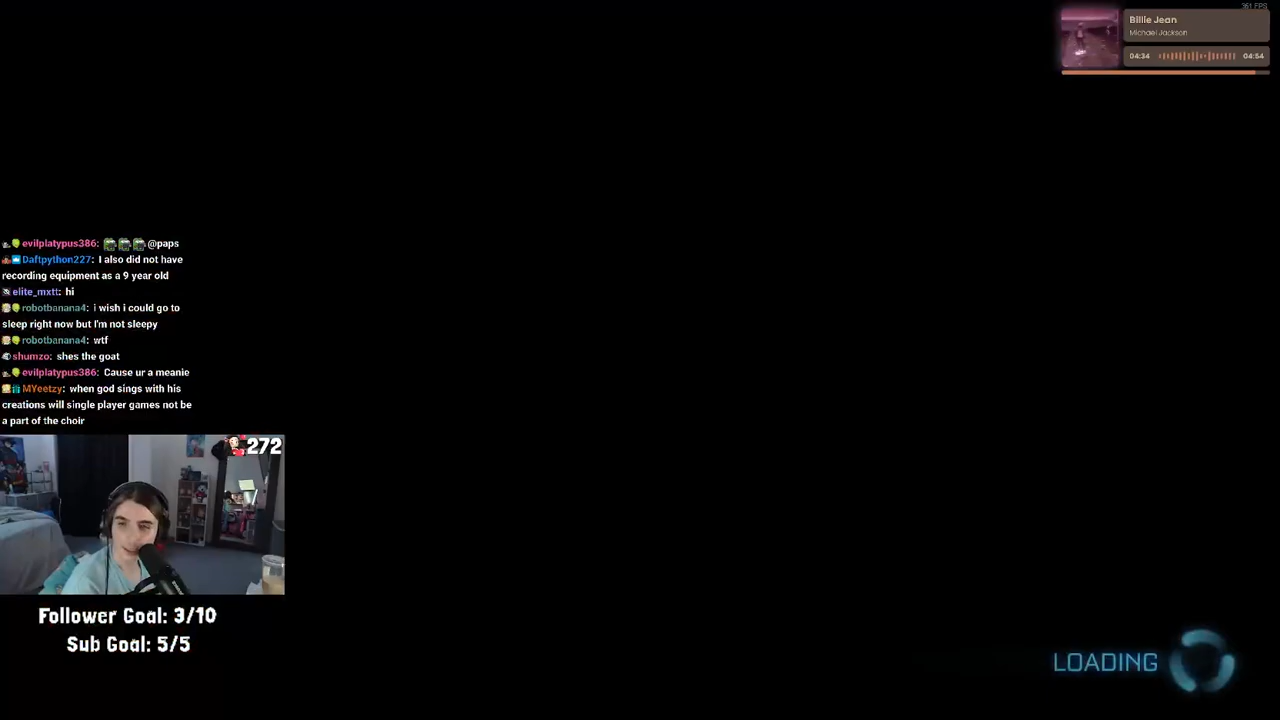 361 FPS
Billie Jean
Michael Jackson
04:34
04:54
evilplatypus386: @paps
Daftpython227: I also did not have
recording equipment as a 9 year old
elite_mxtt: hi
robotbanana4: i wish i could go to
sleep right now but I'm not sleepy
robotbanana4: wtf
shumzo: shes the goat
evilplatypus386: Cause ur a meanie
MYeetzy: when god sings with his
creations will single player games not be
a part of the choir
272
Follower Goal: 3/10
Sub Goal: 5/5
LOADING